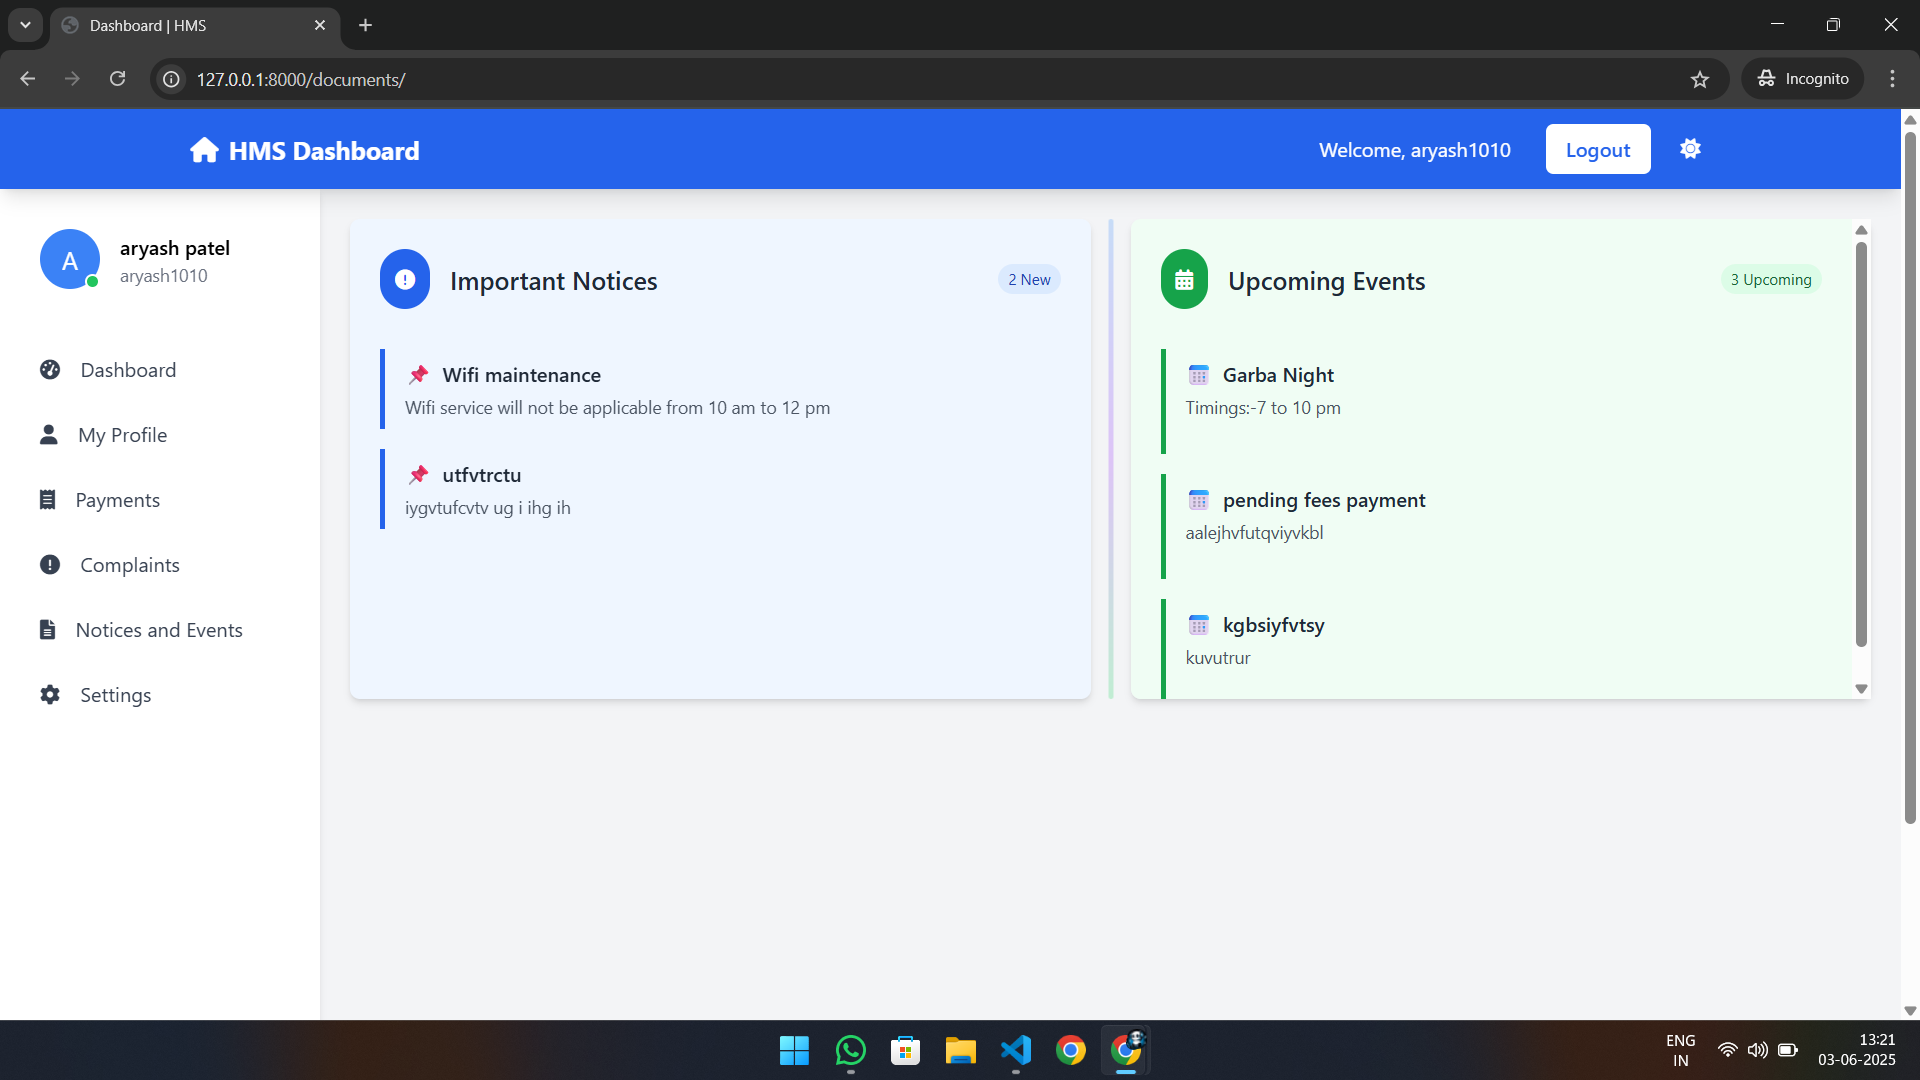 Dashboard | HMS
127.0.0.1:8000/documents/
Incognito
HMS Dashboard
Welcome, aryash1010
Logout
A
aryash patel
aryash1010
Dashboard
My Profile
Payments
Complaints
Notices and Events
Settings
Important Notices
2 New
Wifi maintenance
Wifi service will not be applicable from 10 am to 12 pm
utfvtrctu
iygvtufcvtv ug i ihg ih
Upcoming Events
3 Upcoming
Garba Night
Timings:-7 to 10 pm
pending fees payment
aalejhvfutqviyvkbl
kgbsiyfvtsy
kuvutrur
ENG
IN
13:21
03-06-2025